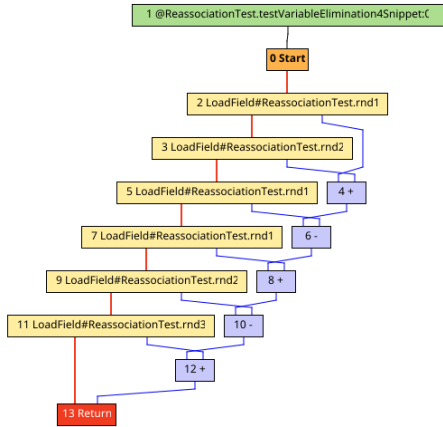 1 @ReassociationTest.testVariableElimination4Snippet:
0 Start
2 LoadField#ReassociationTest.rnd1
3 LoadField#ReassociationTest.rnd2
5 LoadField#ReassociationTest.rnd1
4 +
7 LoadField#ReassociationTest.rnd1
6 -
9 LoadField#ReassociationTest.rnd2
8 +
11 LoadField#ReassociationTest.rnd3
10 -
12 +
13 Return